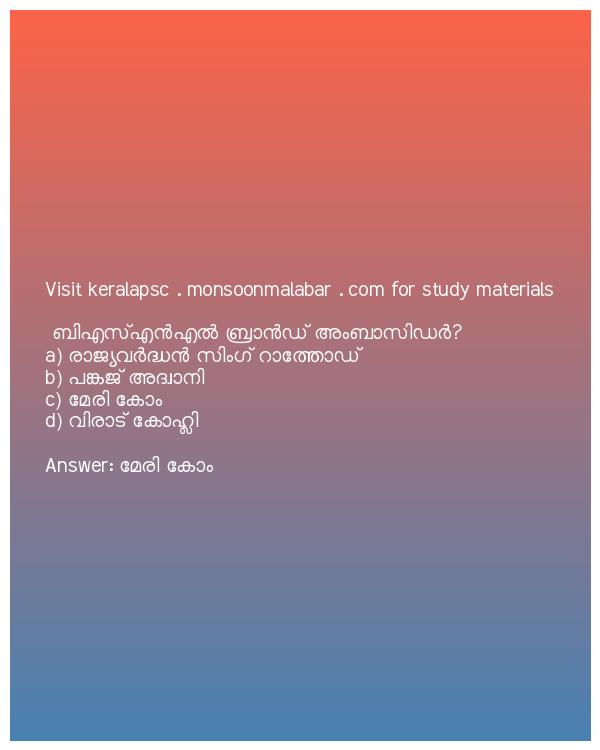 Visit keralapsc . monsoonmalabar . com for study materials
ബിഎസ്എൻഎൽ ബ്രാൻഡ് അംബാസിഡർ?
a) രാജ്യവർദ്ധൻ സിംഗ് റാത്തോഡ്
b) പങ്കജ് അദ്വാനി
c) മേരി കോം
d) വിരാട് കോഹ്ലി
Answer: മേരി കോം